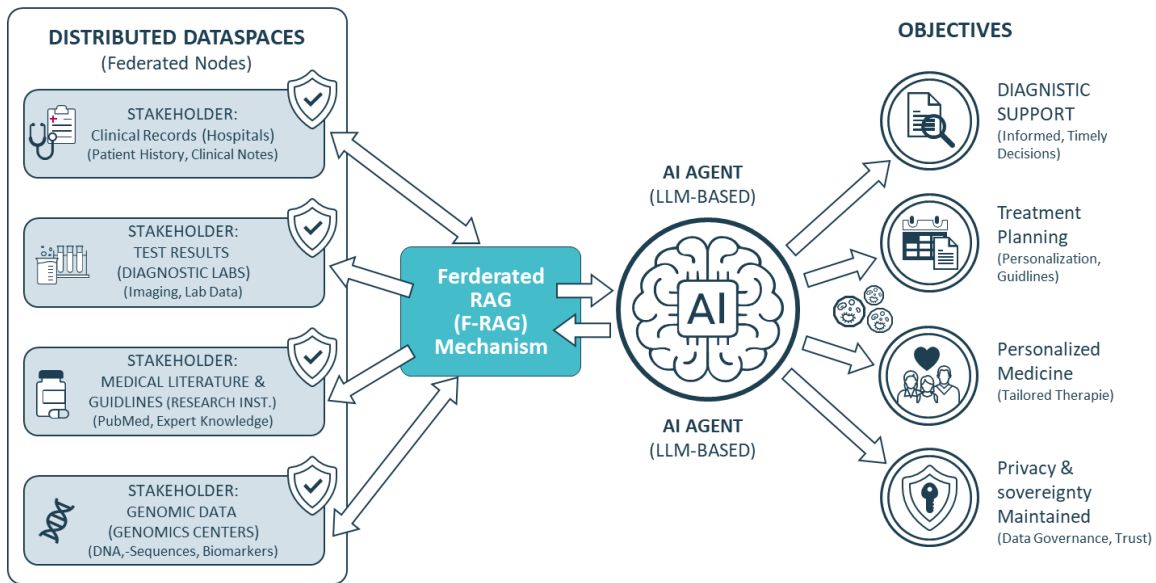 DISTRIBUTED DATASPACES
(Federated Nodes)
STAKEHOLDER:
Clinical Records (Hospitals)
(Patient History, Clinical Notes)
STAKEHOLDER:
TEST RESULTS
(DIAGNOSTIC LABS)
(Imaging, Lab Data)
STAKEHOLDER:
MEDICAL LITERATURE &
GUIDLINES (RESEARCH INST.)
(PubMed, Expert Knowledge)
STAKEHOLDER:
GENOMIC DATA
(GENOMICS CENTERS)
(DNA,-Sequences, Biomarkers)
Ferderated
RAG
(F-RAG)
Mechanism
AI AGENT
(LLM-BASED)
AI
AI AGENT
(LLM-BASED)
OBJECTIVES
DIAGNOSTIC
SUPPORT
(Informed, Timely
Decisions)
Treatment
Planning
(Personalization,
Guidlines)
Personalized
Medicine
(Tailored Therapie)
Privacy &
sovereignty
Maintained
(Data Governance, Trust)